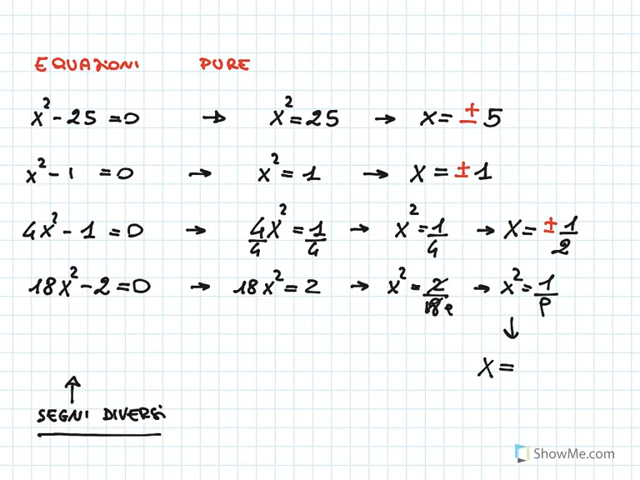 EQUAZIONI PURE
x² - 25 = 0 → x² = 25 → x = ± 5
x² - 1 = 0 → x² = 1 → x = ± 1
4x² - 1 = 0 → 4/4 x² = 1/4 → x² = 1/4 → x = ± 1/2
18x² - 2 = 0 → 18x² = 2 → x² = 2/18 9 → x² = 1/9
↓
x =
↑
SEGNI DIVERSI
ShowMe.com